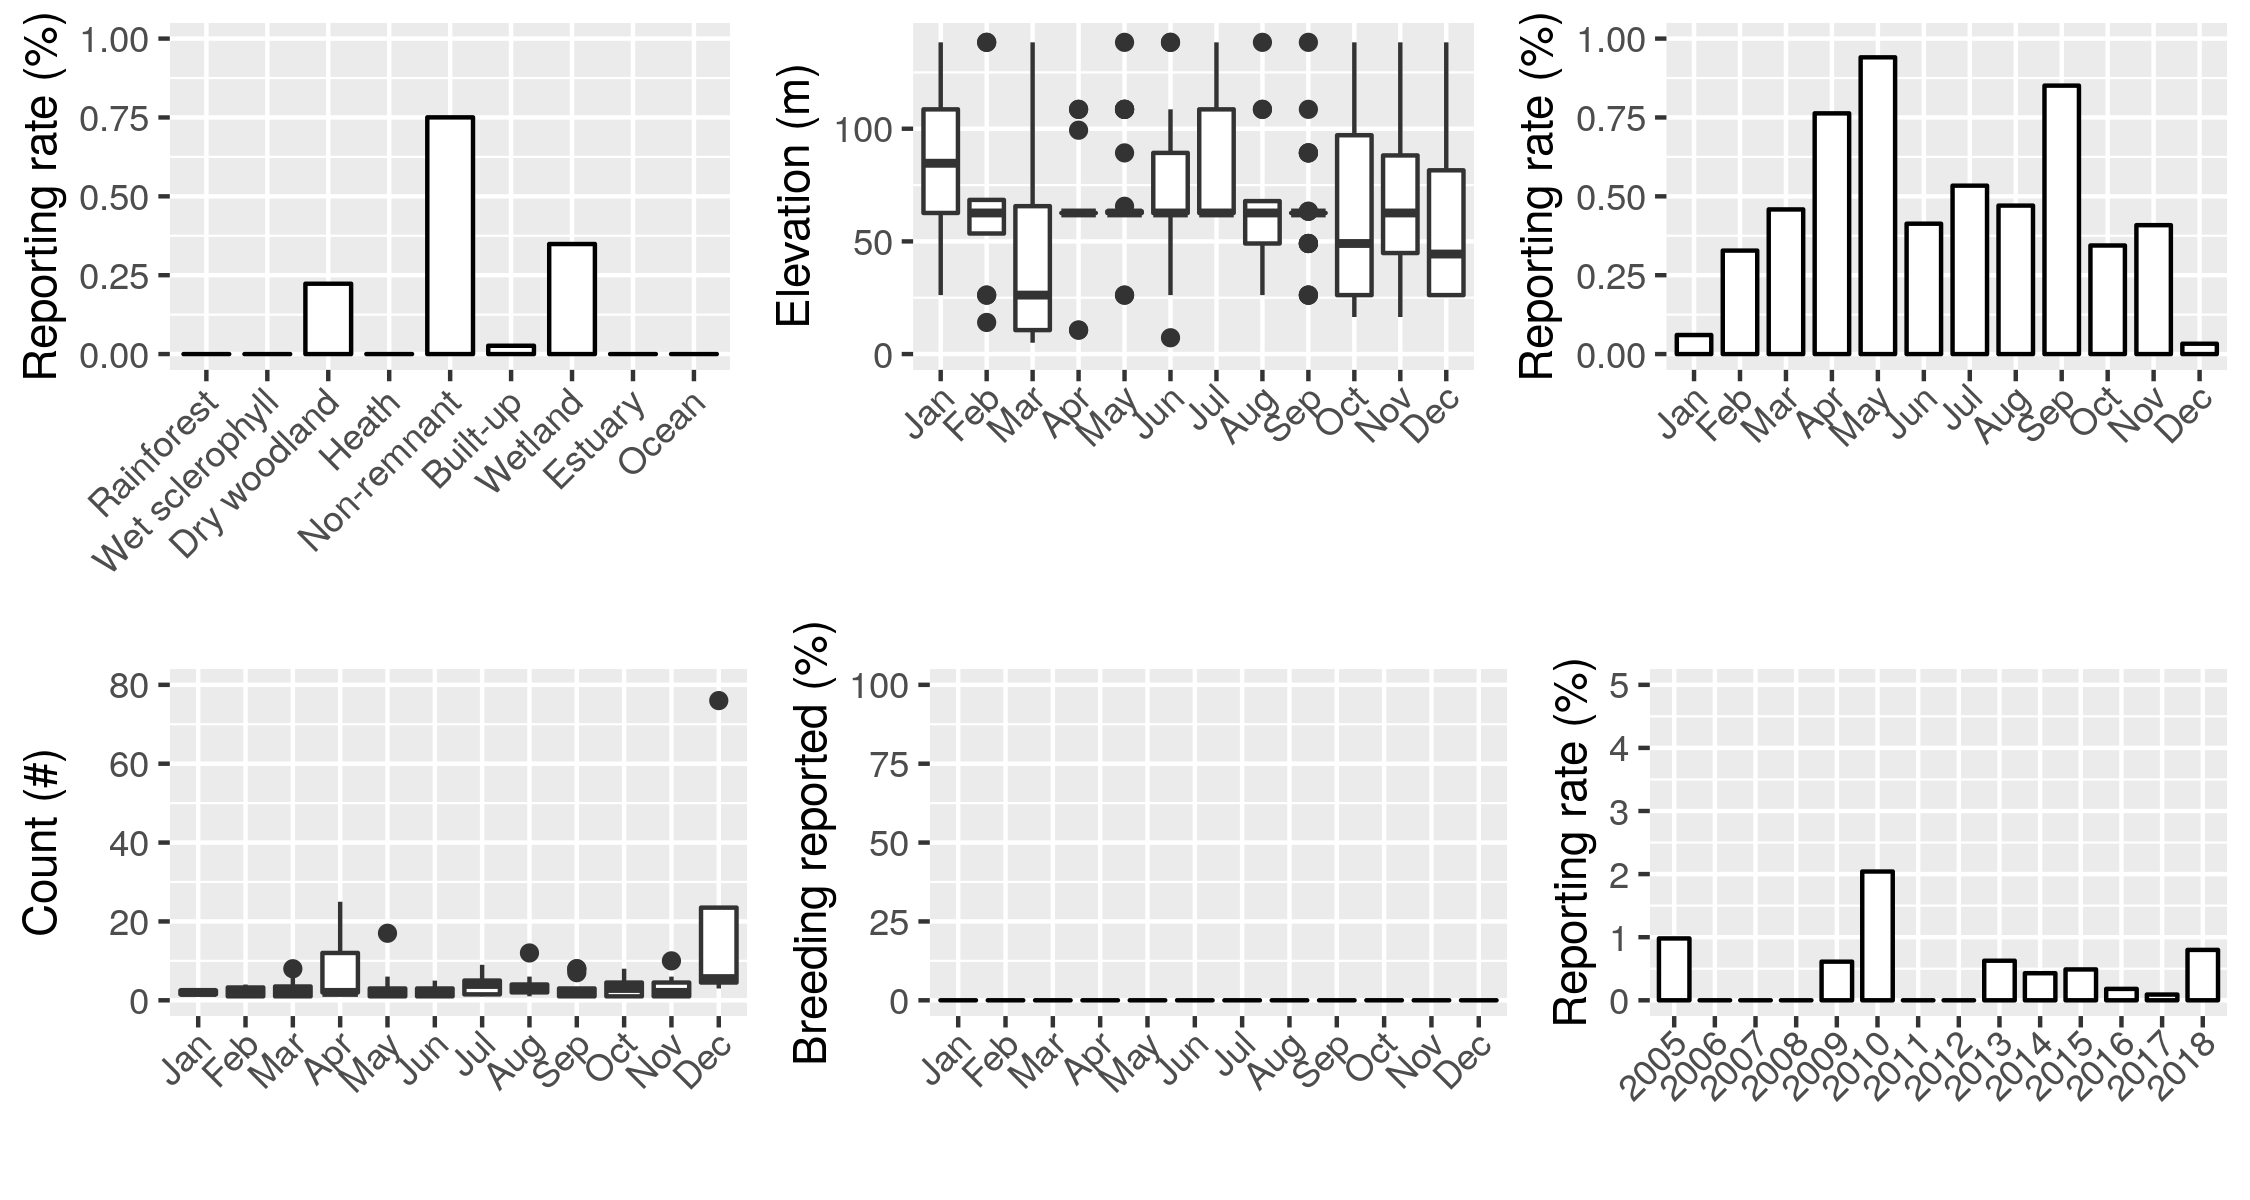 Reporting rate (%)
1.00
0.75
0.50
0.25
0.00
Rainforest
Wet sclerophyll
Dry woodland
Heath
Non-remnant
Built-up
Wetland
Estuary
Ocean
Elevation (m)
100
50
0
Jan
Feb
Mar
Apr
May
Jun
Jul
Aug
Sep
Oct
Nov
Dec
Reporting rate (%)
1.00
0.75
0.50
0.25
0.00
Jan
Feb
Mar
Apr
May
Jun
Jul
Aug
Sep
Oct
Nov
Dec
Count (#)
80
60
40
20
0
Jan
Feb
Mar
Apr
May
Jun
Jul
Aug
Sep
Oct
Nov
Dec
Breeding reported (%)
100
75
50
25
0
Jan
Feb
Mar
Apr
May
Jun
Jul
Aug
Sep
Oct
Nov
Dec
Reporting rate (%)
5
4
3
2
1
0
2005
2006
2007
2008
2009
2010
2011
2012
2013
2014
2015
2016
2017
2018